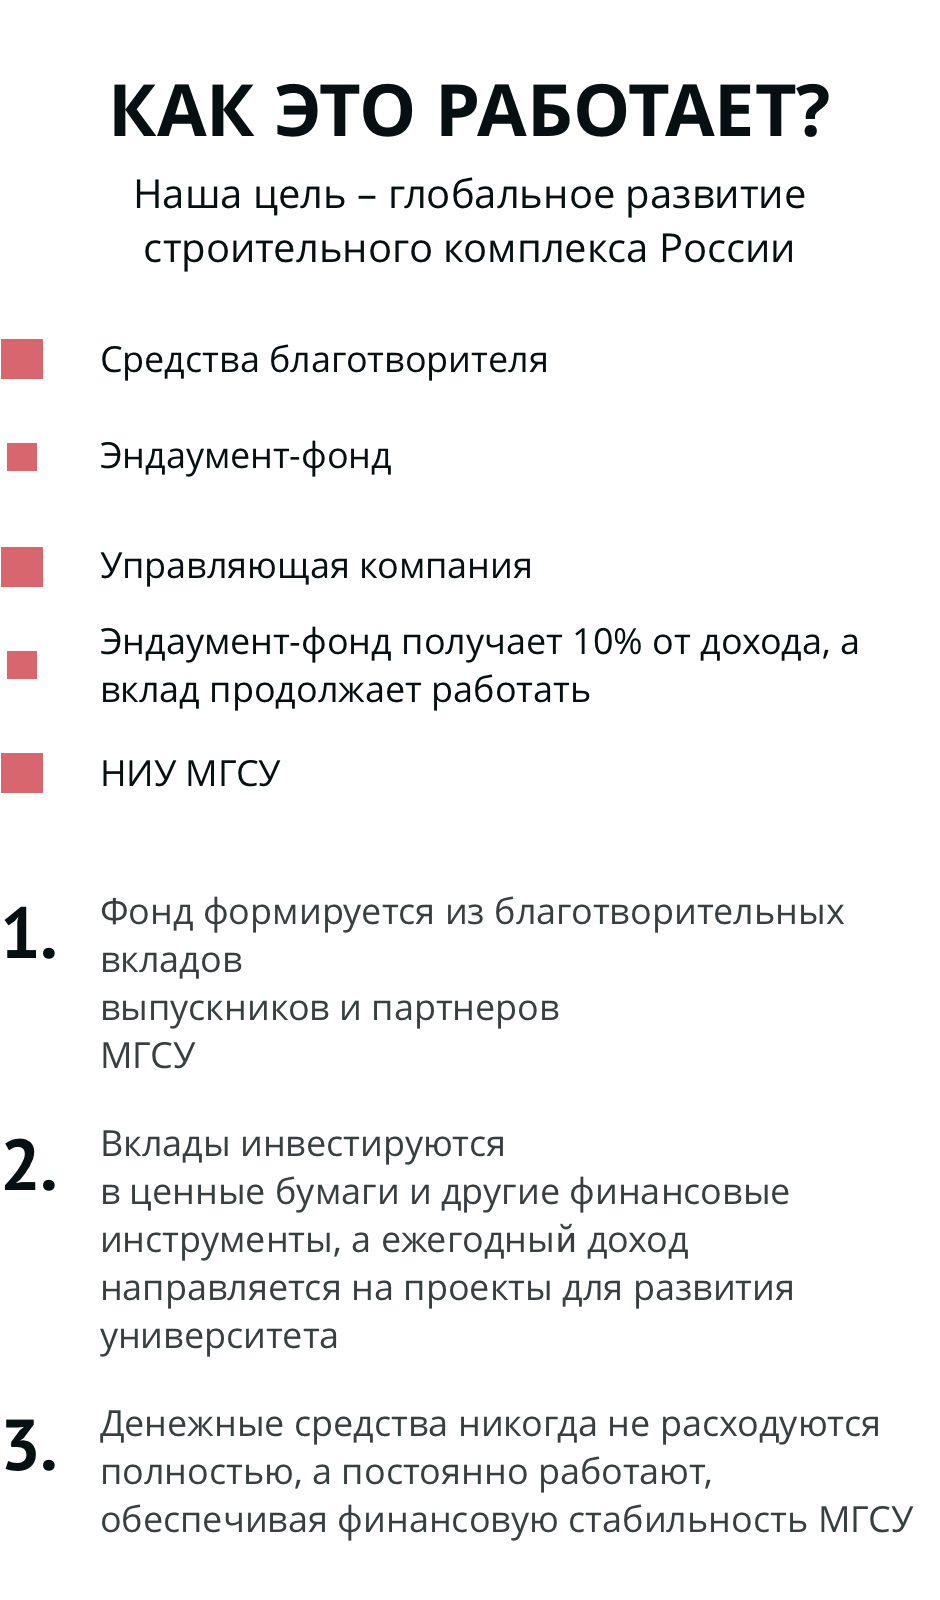 КАК ЭТО РАБОТАЕТ?
Наша цель – глобальное развитие
строительного комплекса России
Средства благотворителя
Эндаумент-фонд
Управляющая компания
Эндаумент-фонд получает 10% от дохода, а
вклад продолжает работать
НИУ МГСУ
1. Фонд формируется из благотворительных
вкладов
выпускников и партнеров
МГСУ
2. Вклады инвестируются
в ценные бумаги и другие финансовые
инструменты, а ежегодный доход
направляется на проекты для развития
университета
3. Денежные средства никогда не расходуются
полностью, а постоянно работают,
обеспечивая финансовую стабильность МГСУ